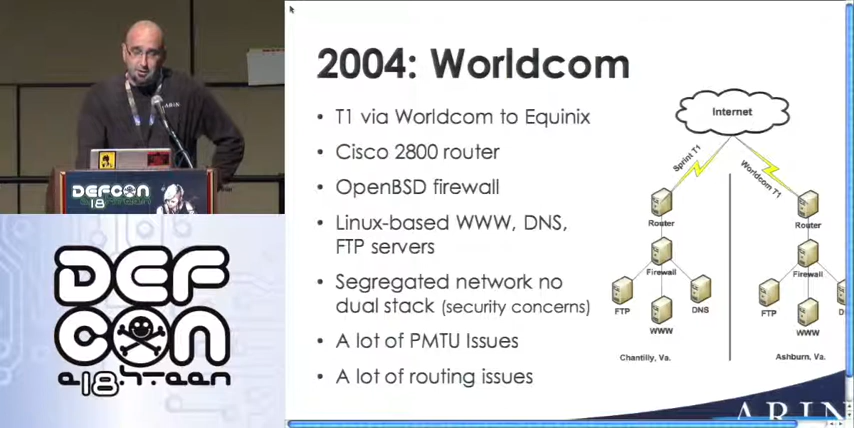 2004: Worldcom
T1 via Worldcom to Equinix
Cisco 2800 router
OpenBSD firewall
Linux-based WWW, DNS,
FTP servers
Segregated network no
dual stack (security concerns)
A lot of PMTU Issues
A lot of routing issues
Internet
Sprint T1
Worldcom T1
Router
Router
Firewall
Firewall
FTP
WWW
DNS
FTP
WWW
Chantilly, Va.
Ashburn, Va.
ARIN
DEFCON
18
DEF
CON
e18hteen